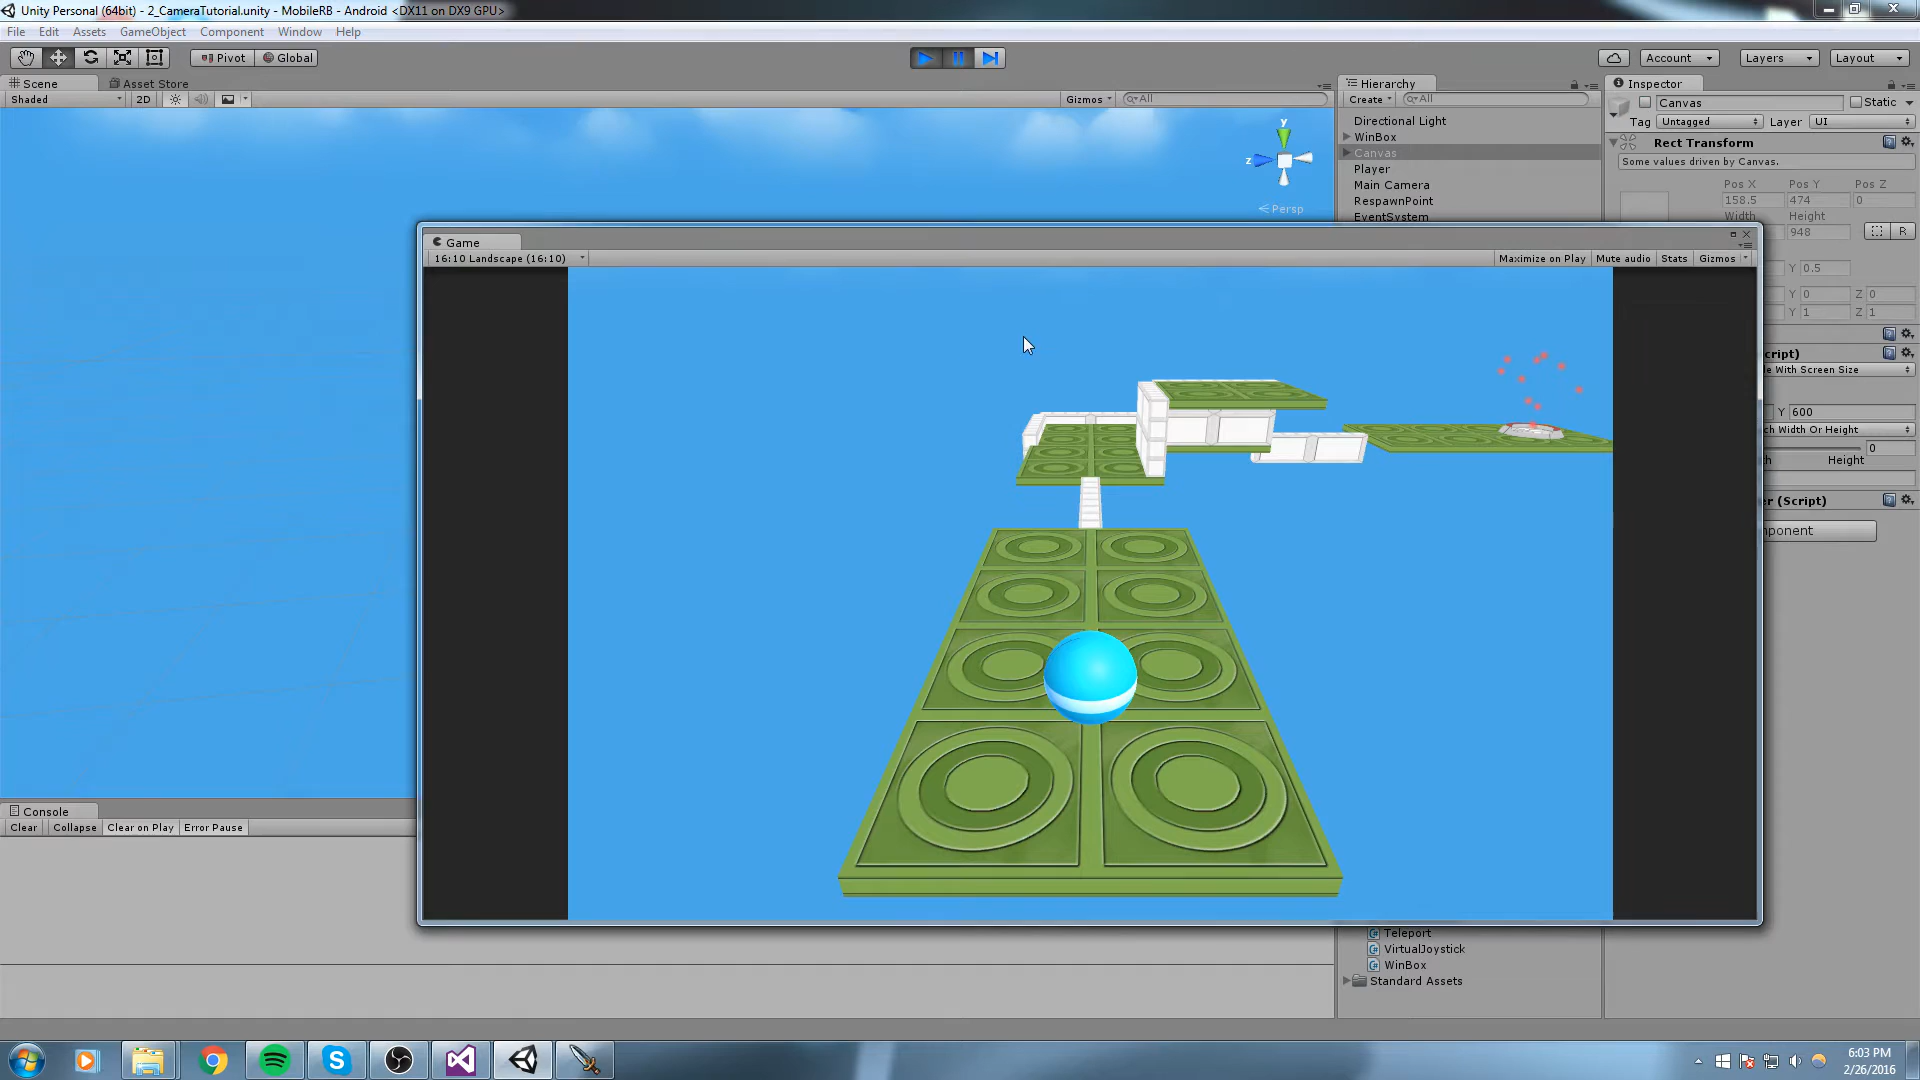 Unity Personal (64bit) - 2_CameraTutorial.unity - MobileRB - Android <DX11 on DX9 GPU>
File Edit Assets GameObject Component Window Help
Pivot Global Account Layers Layout
Scene Asset Store Hierarchy Inspector
Shaded 2D Gizmos All Create All Canvas Static
Tag Untagged Layer UI
Directional Light
WinBox Rect Transform
Canvas Some values driven by Canvas.
Player
Main Camera Pos X Pos Y Pos Z
RespawnPoint 158.5 474 0
EventSystem Width Height
948 R
y
z
Persp
Game
16:10 Landscape (16:10) Maximize on Play Mute audio Stats Gizmos
Y 0.5
Y 0 Z 0
Y 1 Z 1
cript)
le With Screen Size
Y 600
ch Width Or Height
0
th Height
er (Script)
mponent
Console
Clear Collapse Clear on Play Error Pause
Teleport
VirtualJoystick
WinBox
Standard Assets
6:03 PM
2/26/2016